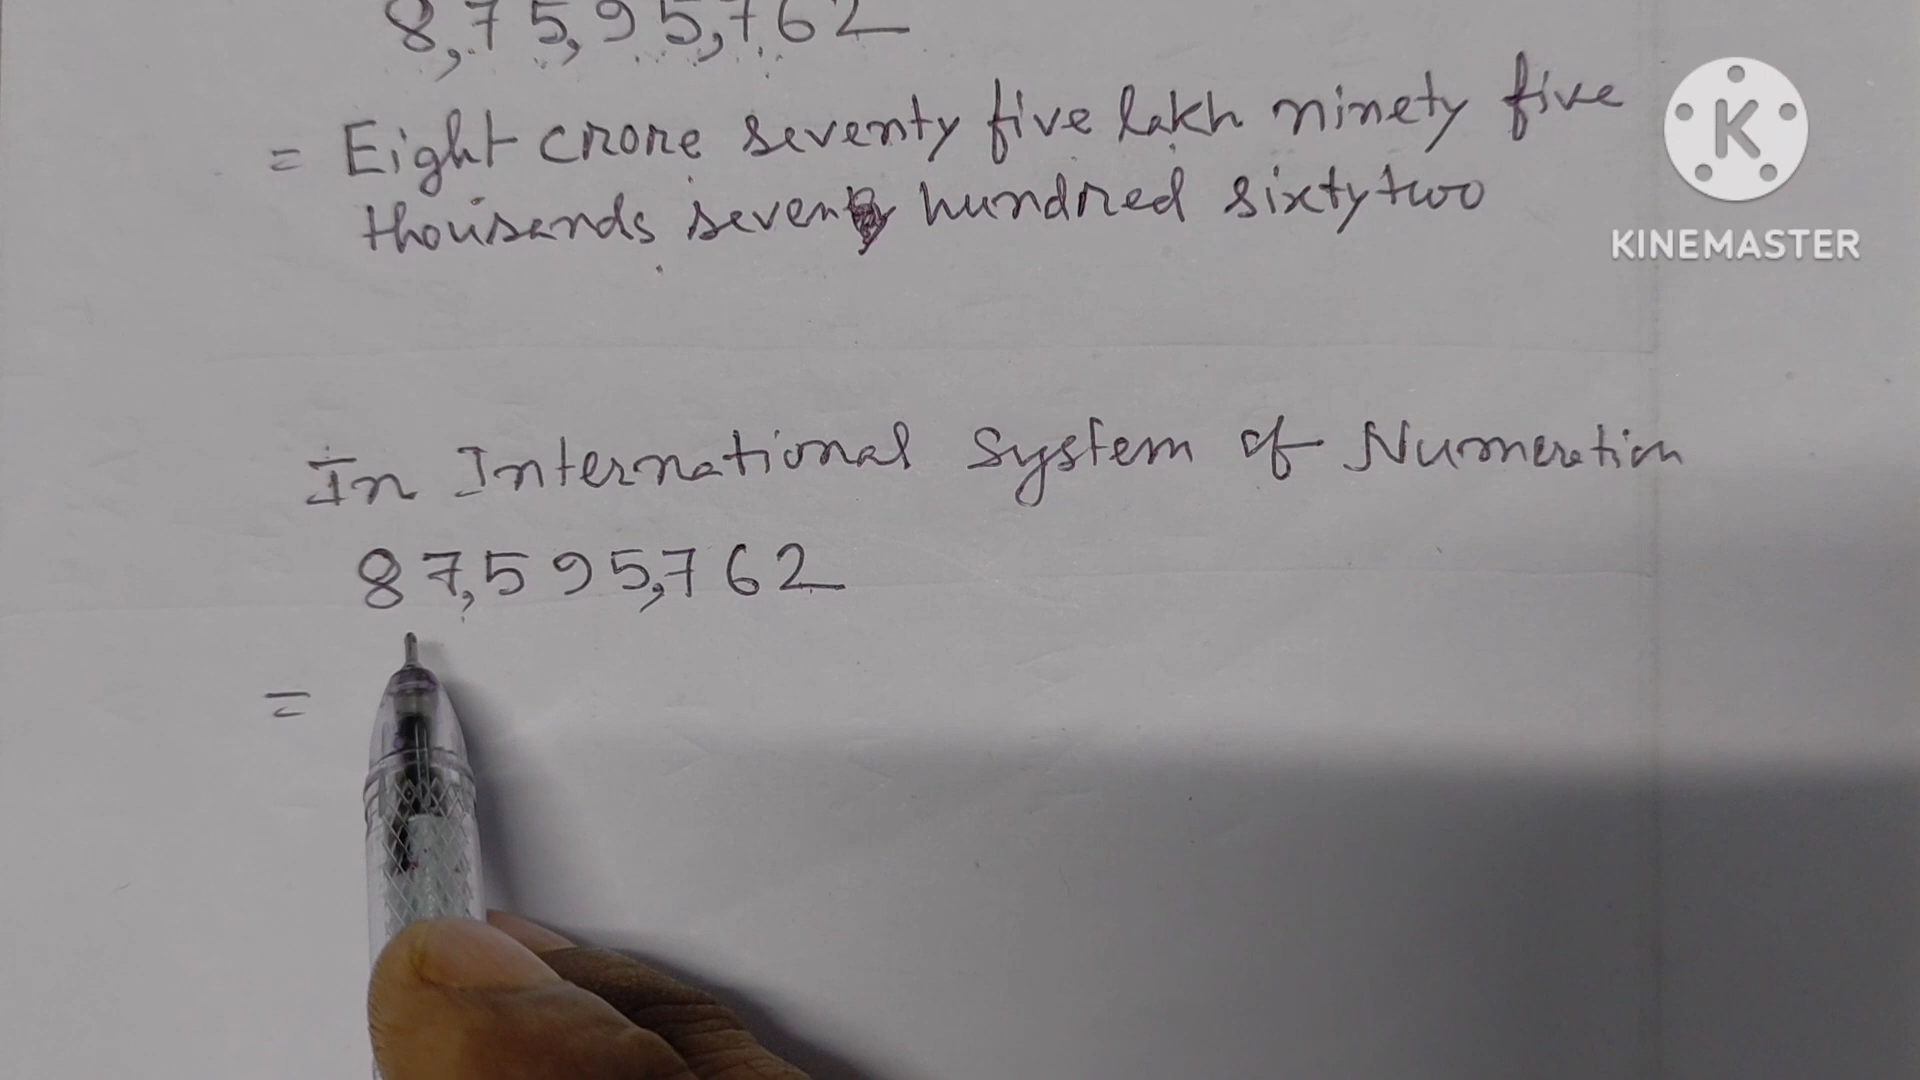 8,75,95,762
= Eight crore seventy five lakh ninety five
thousands seven hundred sixty two
In International System of Numeration
87,595,762
=
K
KINEMASTER